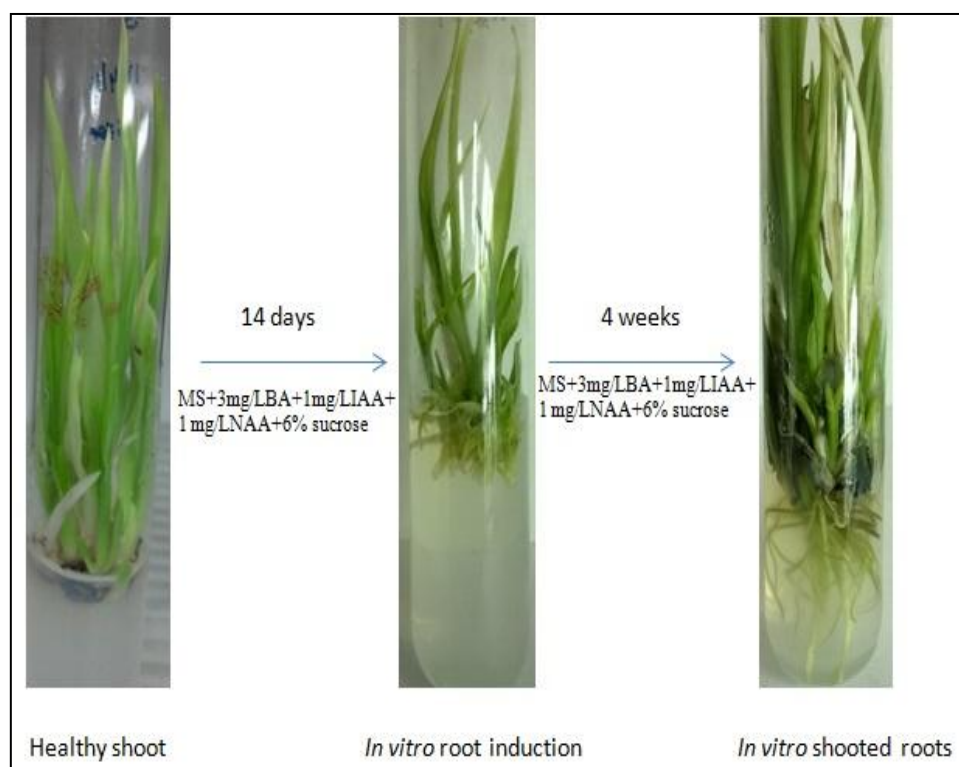 14 days
MS+3mg/LBA+1mg/LIAA+
1 mg/LNAA+6% sucrose
4 weeks
MS+3mg/LBA+1mg/LIAA+
1 mg/LNAA+6% sucrose
Healthy shoot
In vitro root induction
In vitro shooted roots